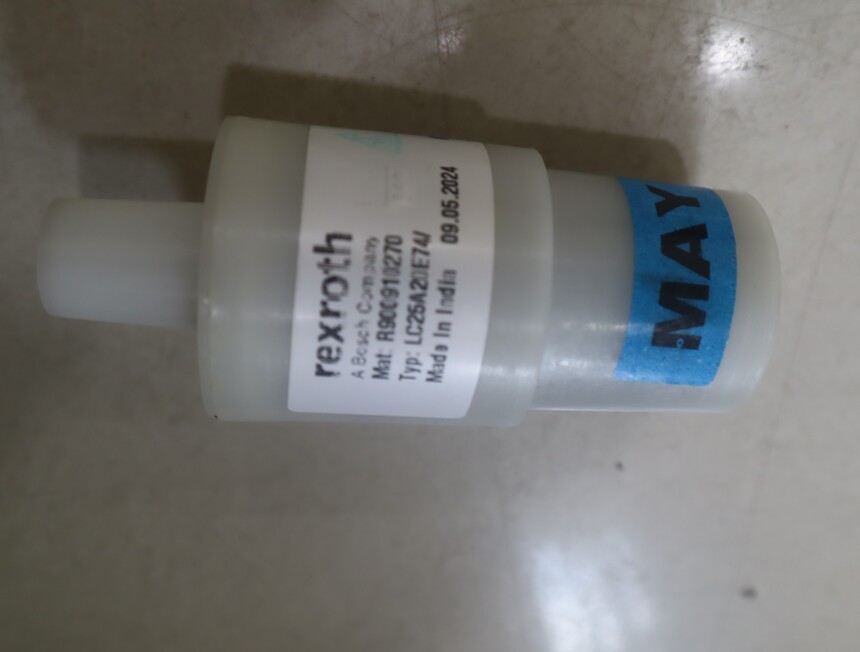 rexroth
A Bosch Company
Mat: R900910270
Typ: LC25A20E74/
Made In India 09.05.2024
MAY